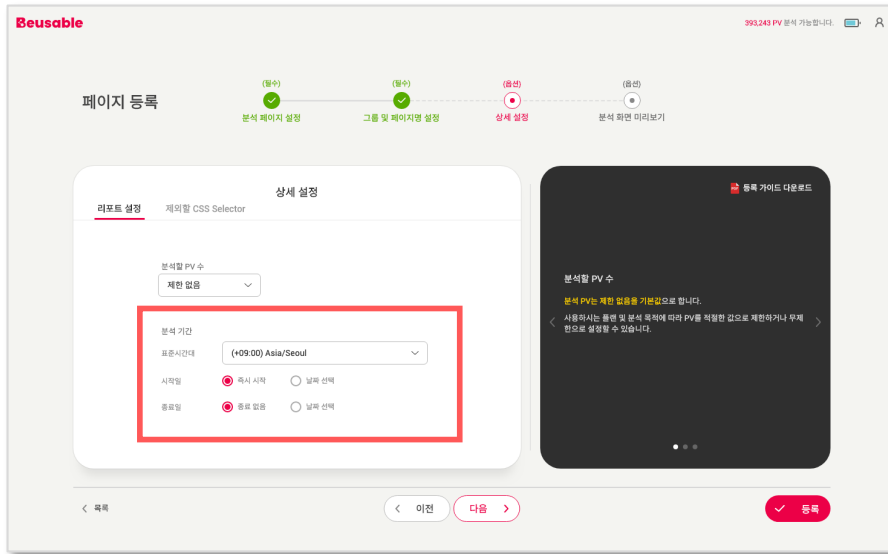 Beusable
393,243 PV 분석 가능합니다.
페이지 등록
(필수)
분석 페이지 설정
(필수)
그룹 및 페이지명 설정
(옵션)
상세 설정
(옵션)
분석 화면 미리보기
상세 설정
리포트 설정
제외할 CSS Selector
분석할 PV 수
제한 없음
분석 기간
표준시간대
(+09:00) Asia/Seoul
시작일
즉시 시작
날짜 선택
종료일
종료 없음
날짜 선택
등록 가이드 다운로드
분석할 PV 수
분석 PV는 제한 없음을 기본값으로 합니다.
사용하시는 플랜 및 분석 목적에 따라 PV를 적절한 값으로 제한하거나 무제
한으로 설정할 수 있습니다.
목록
이전
다음
등록